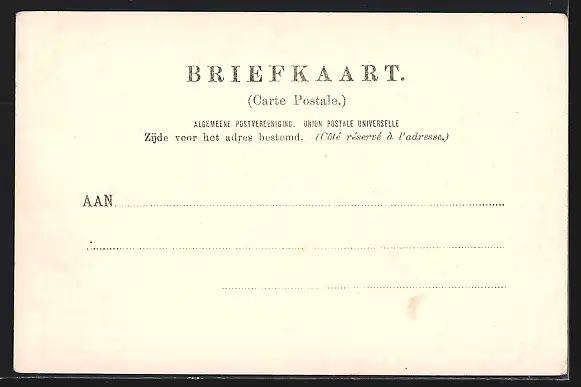 BRIEFKAART.
(Carte Postale.)
ALGEMEENE POSTVEREENIGING. UNION POSTALE UNIVERSELLE
Zijde voor het adres bestemd. (Côté réservé à l'adresse.)
AAN